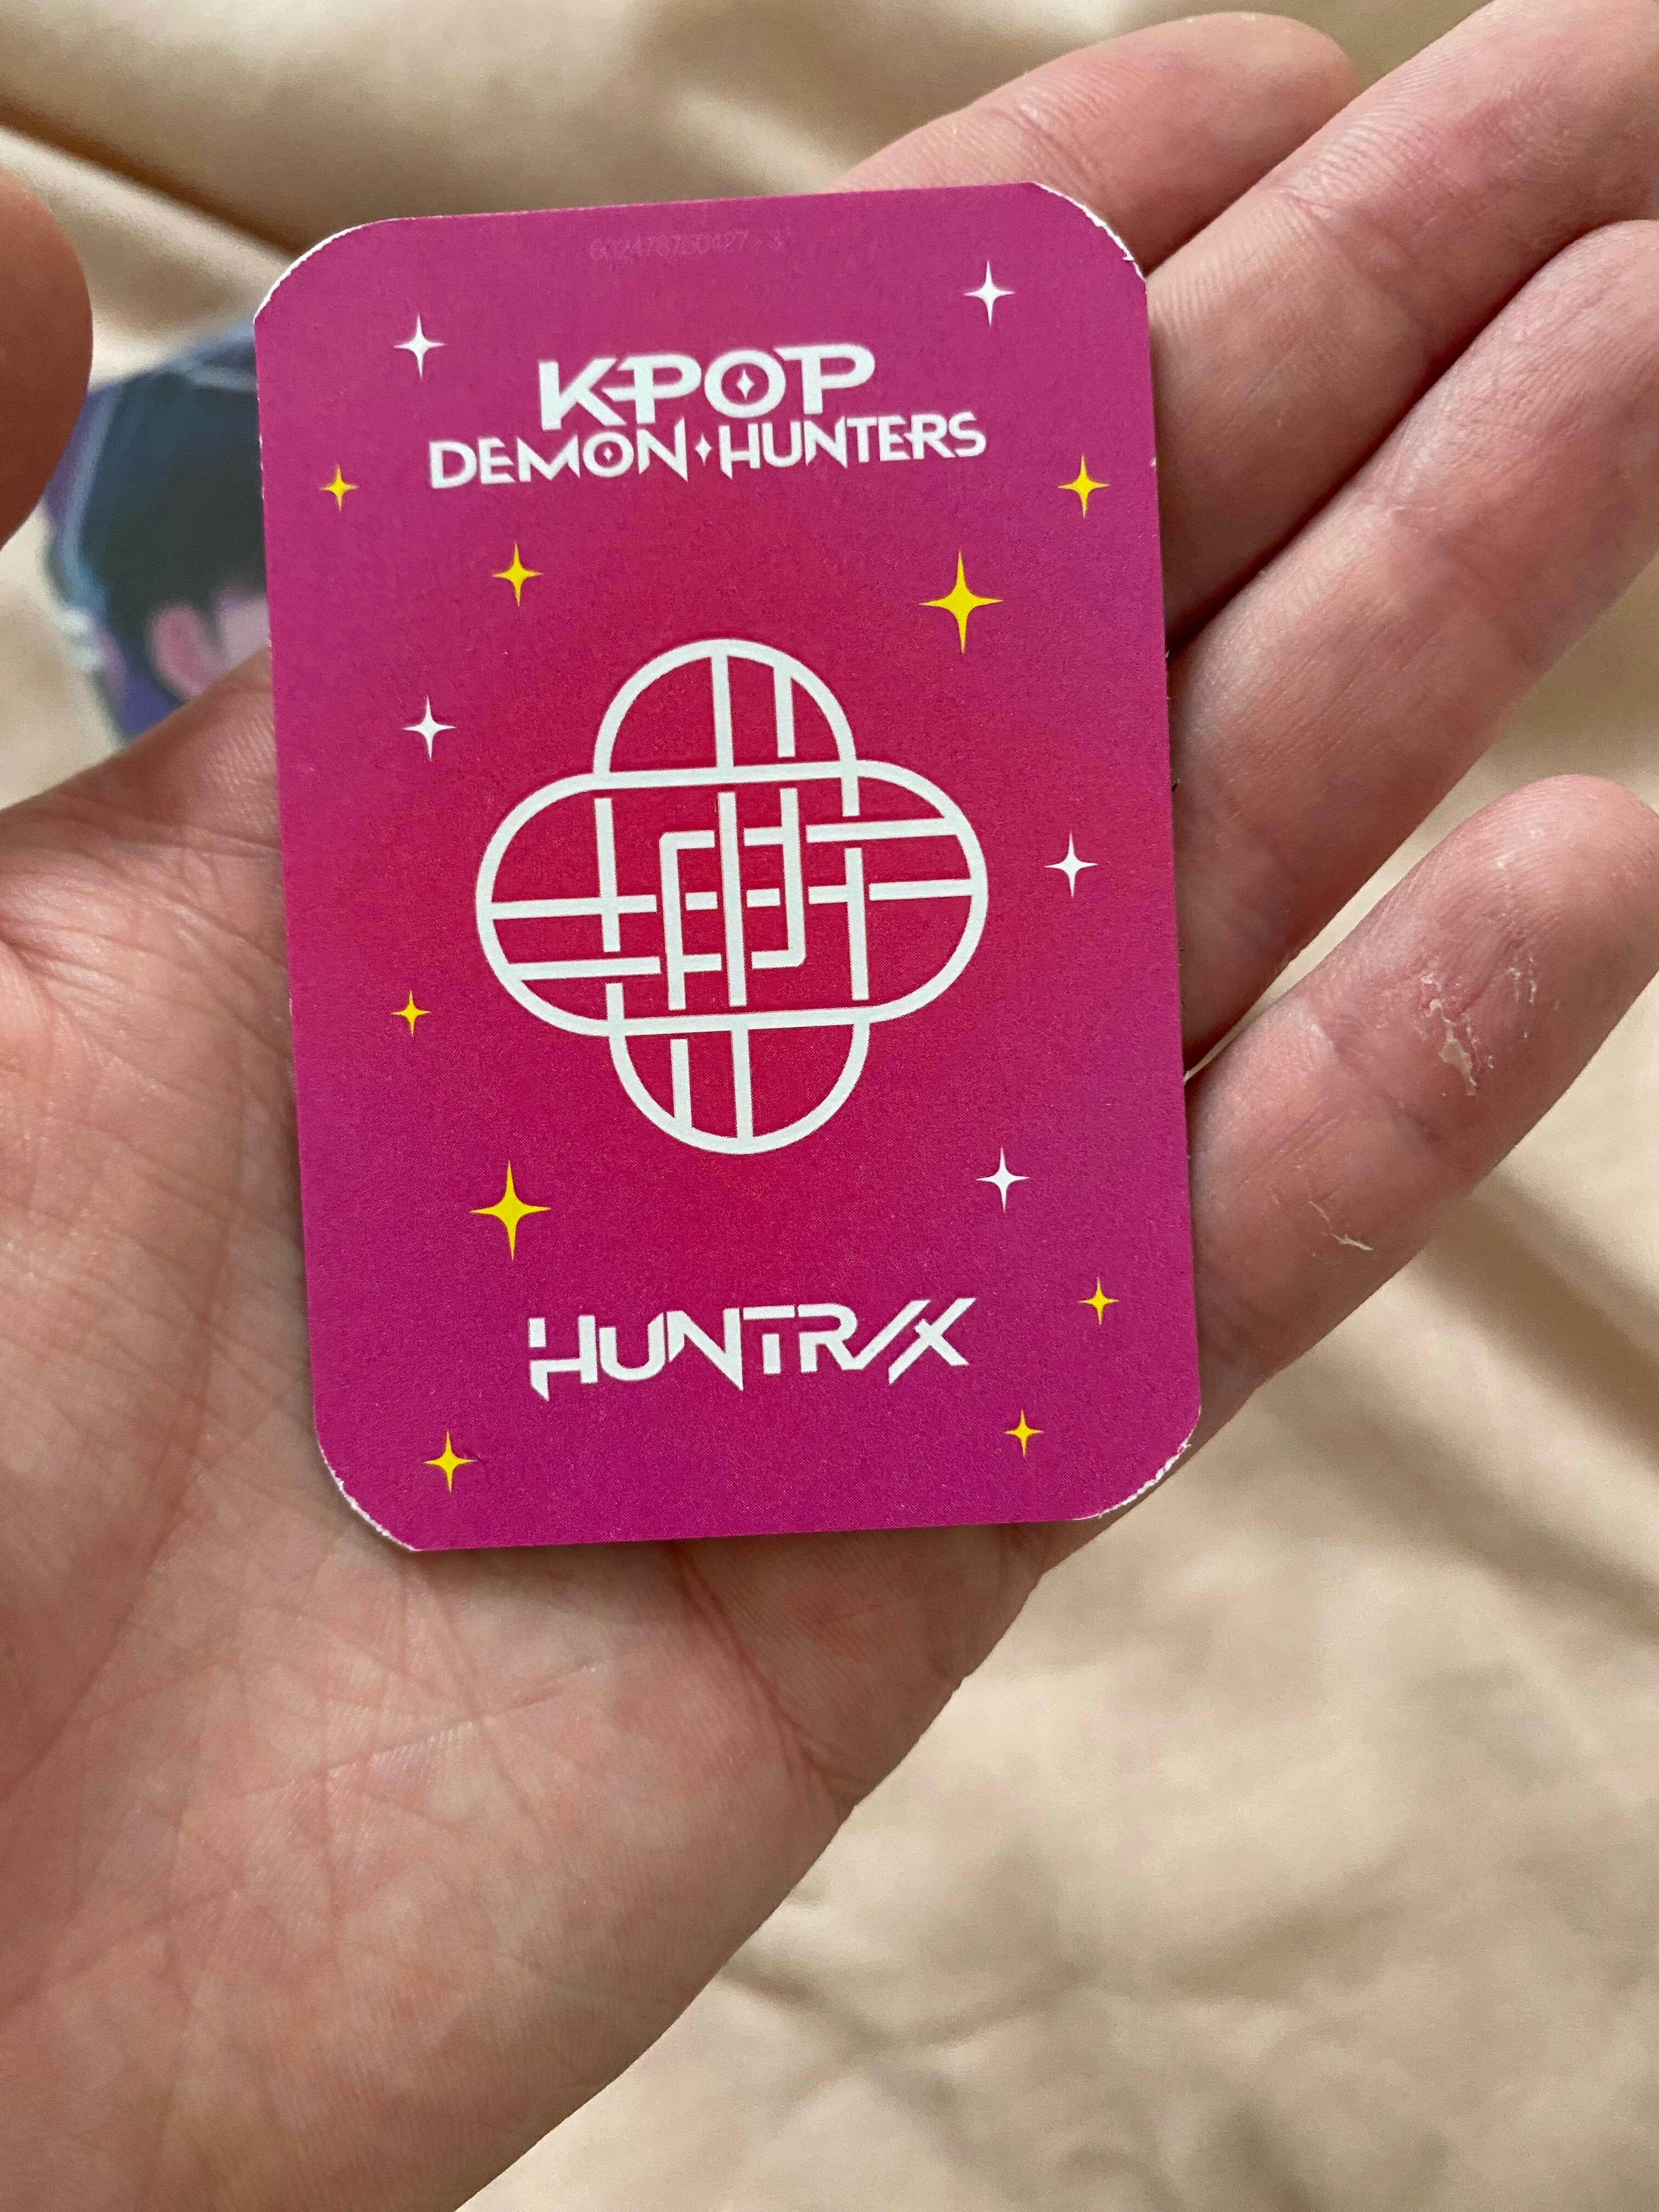 K-POP
DEMON HUNTERS
HUNTR/X